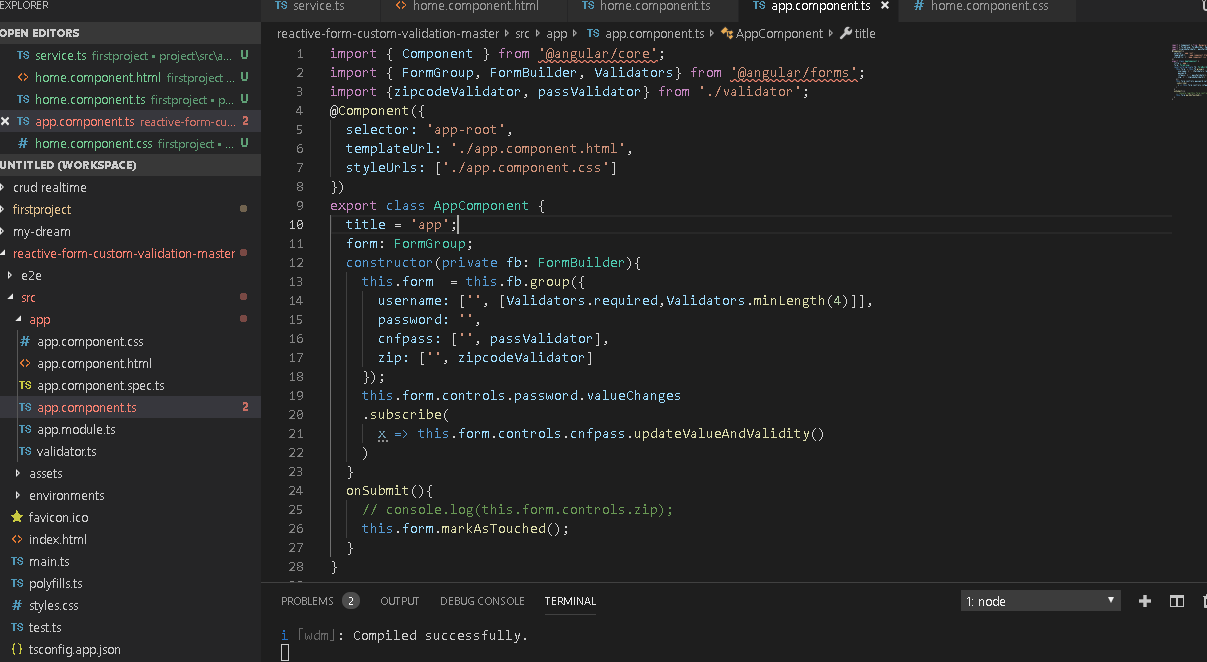 EXPLORER
OPEN EDITORS
TS service.ts firstproject • project\src\a... U
<> home.component.html firstproject ... U
TS home.component.ts firstproject • p... U
× TS app.component.ts reactive-form-cu... 2
# home.component.css firstproject • ... U
UNTITLED (WORKSPACE)
crud realtime
firstproject
my-dream
reactive-form-custom-validation-master
e2e
src
app
# app.component.css
<> app.component.html
TS app.component.spec.ts
TS app.component.ts 2
TS app.module.ts
TS validator.ts
assets
environments
favicon.ico
<> index.html
TS main.ts
TS polyfills.ts
# styles.css
TS test.ts
{} tsconfig.app.json
TS service.ts
<> home.component.html
TS home.component.ts
TS app.component.ts ×
# home.component.css
reactive-form-custom-validation-master ▸ src ▸ app ▸ TS app.component.ts ▸ AppComponent ▸ title
1 import { Component } from '@angular/core';
2 import { FormGroup, FormBuilder, Validators} from '@angular/forms';
3 import {zipcodeValidator, passValidator} from './validator';
4 @Component({
5 selector: 'app-root',
6 templateUrl: './app.component.html',
7 styleUrls: ['./app.component.css']
8 })
9 export class AppComponent {
10 title = 'app';
11 form: FormGroup;
12 constructor(private fb: FormBuilder){
13 this.form  = this.fb.group({
14 username: ['', [Validators.required,Validators.minLength(4)]],
15 password: '',
16 cnfpass: ['', passValidator],
17 zip: ['', zipcodeValidator]
18 });
19 this.form.controls.password.valueChanges
20 .subscribe(
21 x => this.form.controls.cnfpass.updateValueAndValidity()
22 )
23 }
24 onSubmit(){
25 // console.log(this.form.controls.zip);
26 this.form.markAsTouched();
27 }
28 }
PROBLEMS 2 OUTPUT DEBUG CONSOLE TERMINAL 1: node
i ｢wdm｣: Compiled successfully.